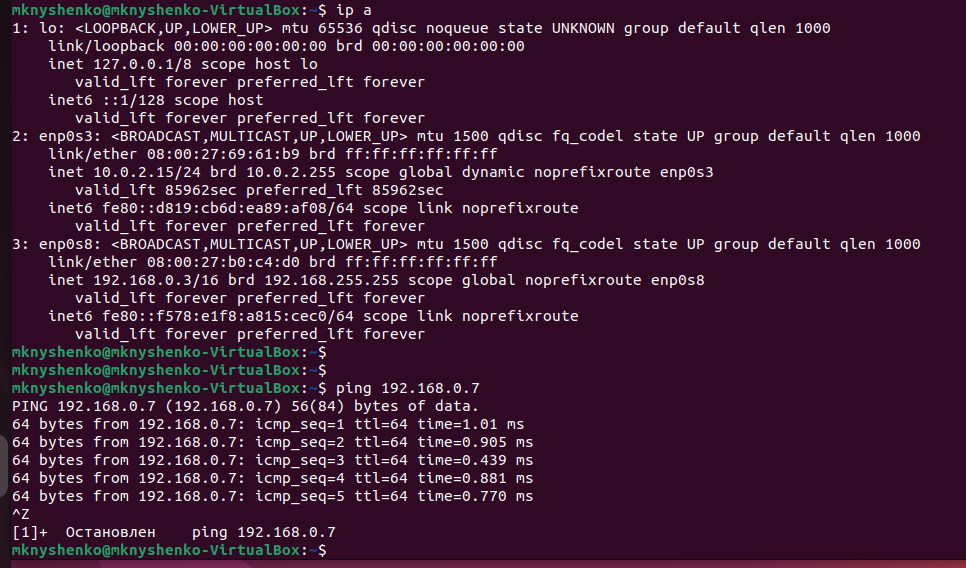 mknyshenko@mknyshenko-VirtualBox:~$ ip a
1: lo: <LOOPBACK,UP,LOWER_UP> mtu 65536 qdisc noqueue state UNKNOWN group default qlen 1000
    link/loopback 00:00:00:00:00:00 brd 00:00:00:00:00:00
    inet 127.0.0.1/8 scope host lo
       valid_lft forever preferred_lft forever
    inet6 ::1/128 scope host
       valid_lft forever preferred_lft forever
2: enp0s3: <BROADCAST,MULTICAST,UP,LOWER_UP> mtu 1500 qdisc fq_codel state UP group default qlen 1000
    link/ether 08:00:27:69:61:b9 brd ff:ff:ff:ff:ff:ff
    inet 10.0.2.15/24 brd 10.0.2.255 scope global dynamic noprefixroute enp0s3
       valid_lft 85962sec preferred_lft 85962sec
    inet6 fe80::d819:cb6d:ea89:af08/64 scope link noprefixroute
       valid_lft forever preferred_lft forever
3: enp0s8: <BROADCAST,MULTICAST,UP,LOWER_UP> mtu 1500 qdisc fq_codel state UP group default qlen 1000
    link/ether 08:00:27:b0:c4:d0 brd ff:ff:ff:ff:ff:ff
    inet 192.168.0.3/16 brd 192.168.255.255 scope global noprefixroute enp0s8
       valid_lft forever preferred_lft forever
    inet6 fe80::f578:e1f8:a815:cec0/64 scope link noprefixroute
       valid_lft forever preferred_lft forever
mknyshenko@mknyshenko-VirtualBox:~$
mknyshenko@mknyshenko-VirtualBox:~$
mknyshenko@mknyshenko-VirtualBox:~$ ping 192.168.0.7
PING 192.168.0.7 (192.168.0.7) 56(84) bytes of data.
64 bytes from 192.168.0.7: icmp_seq=1 ttl=64 time=1.01 ms
64 bytes from 192.168.0.7: icmp_seq=2 ttl=64 time=0.905 ms
64 bytes from 192.168.0.7: icmp_seq=3 ttl=64 time=0.439 ms
64 bytes from 192.168.0.7: icmp_seq=4 ttl=64 time=0.881 ms
64 bytes from 192.168.0.7: icmp_seq=5 ttl=64 time=0.770 ms
^Z
[1]+  Остановлен    ping 192.168.0.7
mknyshenko@mknyshenko-VirtualBox:~$